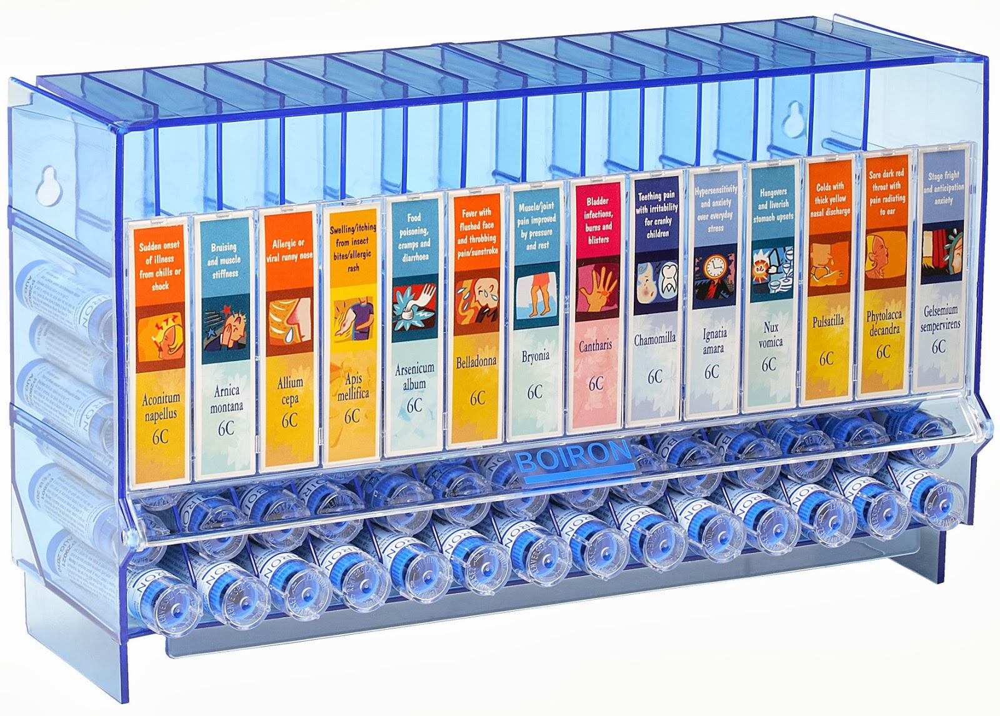 Sudden onset
of illness
from chills or
shock
Aconitum
napellus
6C
Bruising
and muscle
stiffness
Arnica
montana
6C
Allergic or
viral runny nose
Allium
cepa
6C
Swelling/itching
from insect
bites/allergic
rash
Apis
mellifica
6C
Food
poisoning,
cramps and
diarrhoea
Arsenicum
album
6C
Fever with
flushed face
and throbbing
pain/sunstroke
Belladonna
6C
Muscle/joint
pain improved
by pressure
and rest
Bryonia
6C
Bladder
infections,
burns and
blisters
Cantharis
6C
Teething pain
with irritability
for cranky
children
Chamomilla
6C
Hypersensitivity
and anxiety
over everyday
stress
Ignatia
amara
6C
Hangovers
and liverish
stomach upsets
Nux
vomica
6C
Colds with
thick yellow
nasal discharge
Pulsatilla
6C
Sore dark red
throat with
pain radiating
to ear
Phytolacca
decandra
6C
Stage fright
and anticipation
anxiety
Gelsemium
sempervirens
6C
BOIRON